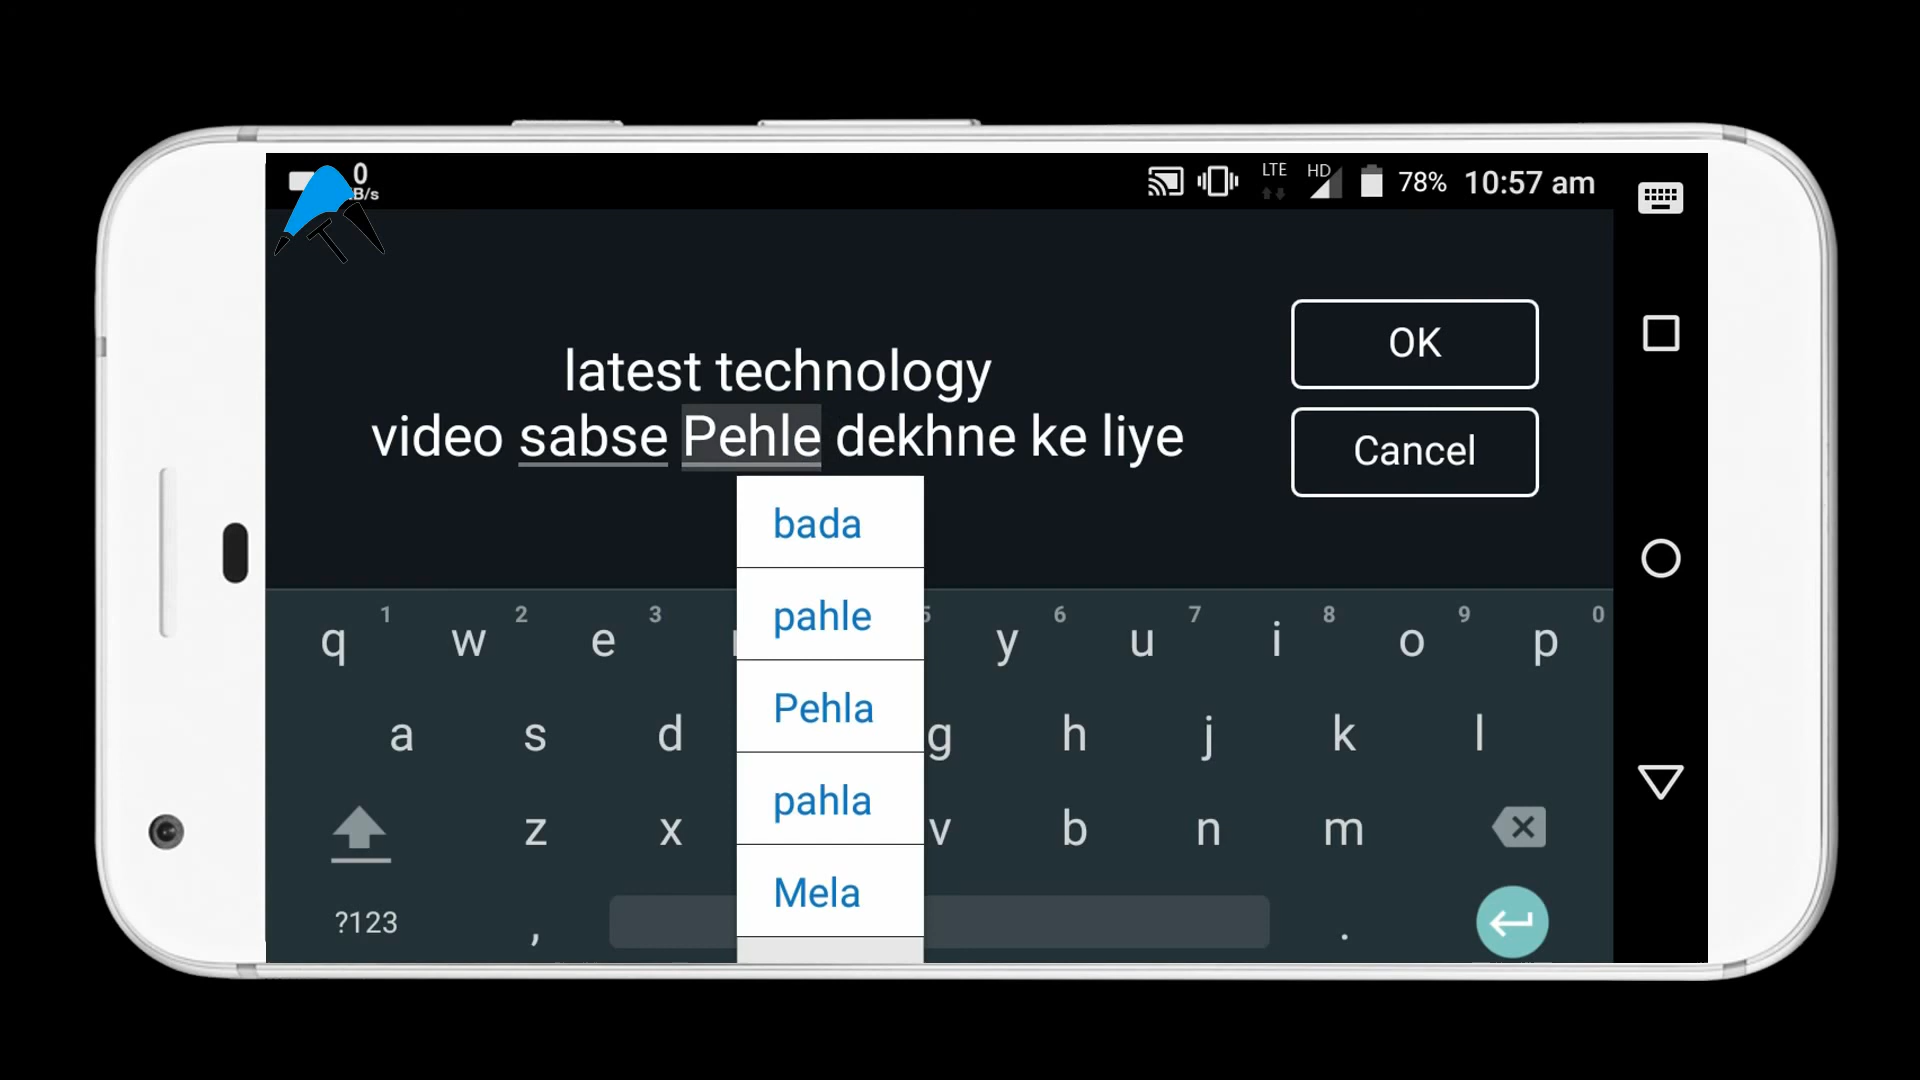 0
B/s
LTE
HD
78%
10:57 am
latest technology
video sabse Pehle dekhne ke liye
OK
Cancel
bada
pahle
Pehla
pahla
Mela
q 1 w 2 e 3 5 y 6 u 7 i 8 o 9 p 0
a s d g h j k l
z x v b n m
?123 , .